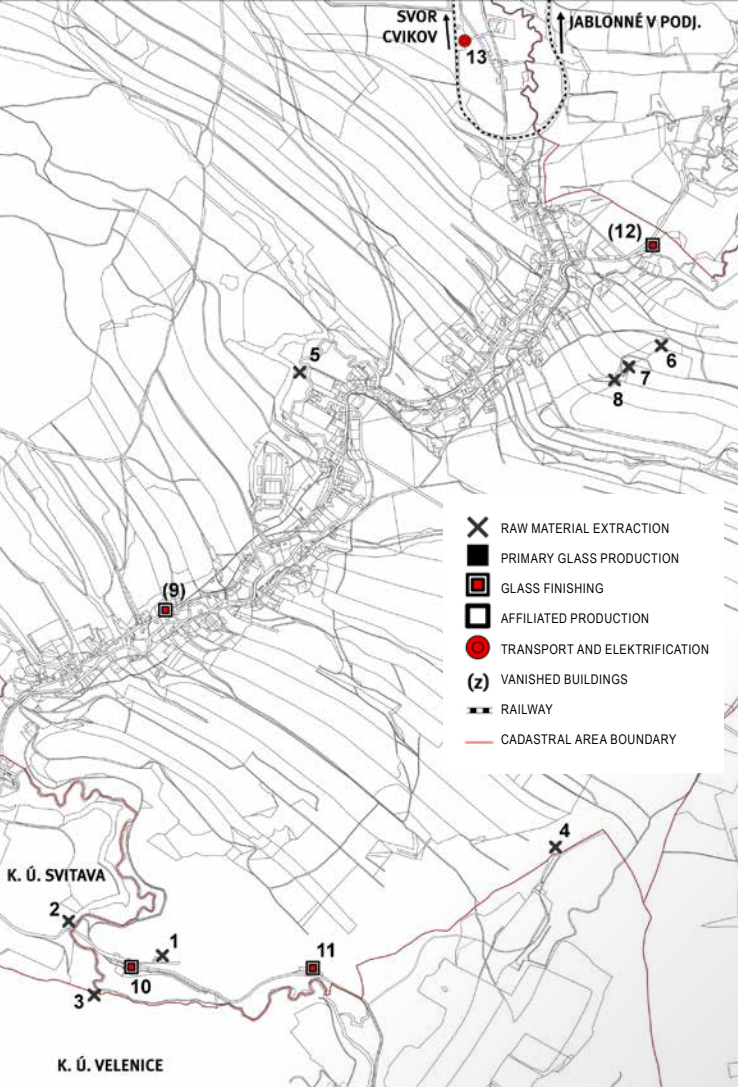 SVOR
CVIKOV
JABLONNÉ V PODJ.
13
(12)
5
6
7
8
RAW MATERIAL EXTRACTION
PRIMARY GLASS PRODUCTION
GLASS FINISHING
AFFILIATED PRODUCTION
TRANSPORT AND ELEKTRIFICATION
(z) VANISHED BUILDINGS
RAILWAY
CADASTRAL AREA BOUNDARY
(9)
4
K. Ú. SVITAVA
2
1
11
10
3
K. Ú. VELENICE